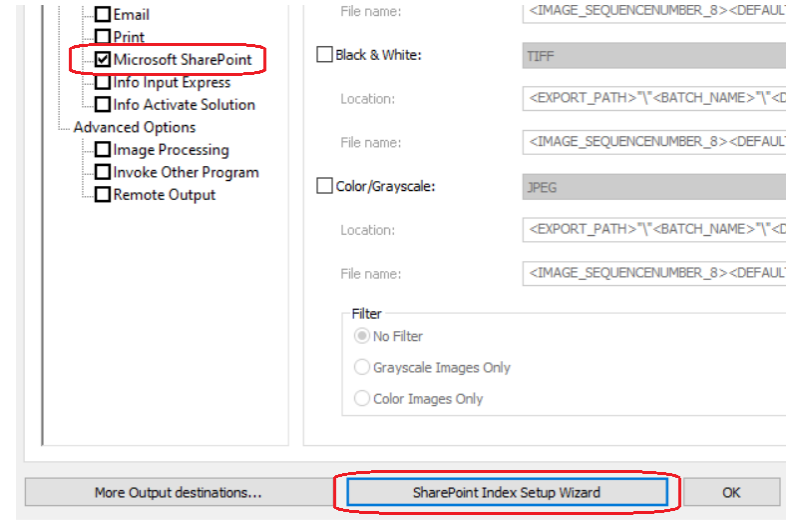 Email
Print
Microsoft SharePoint
Info Input Express
Info Activate Solution
Advanced Options
Image Processing
Invoke Other Program
Remote Output
File name:
<IMAGE_SEQUENCENUMBER_8><DEFAUL
Black & White:
TIFF
Location:
<EXPORT_PATH>"\"<BATCH_NAME>"\"<D
File name:
<IMAGE_SEQUENCENUMBER_8><DEFAUL
Color/Grayscale:
JPEG
Location:
<EXPORT_PATH>"\"<BATCH_NAME>"\"<D
File name:
<IMAGE_SEQUENCENUMBER_8><DEFAUL
Filter
No Filter
Grayscale Images Only
Color Images Only
More Output destinations...
SharePoint Index Setup Wizard
OK